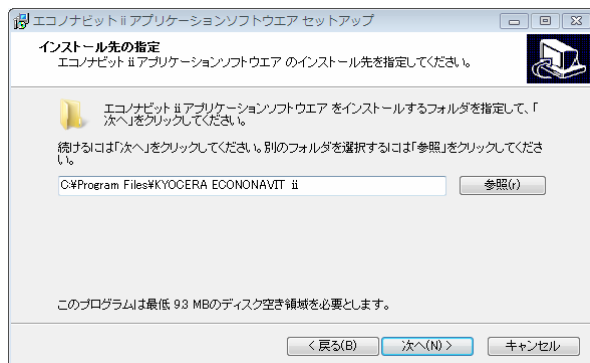 エコノナビットⅱアプリケーションソフトウエア セットアップ
インストール先の指定
エコノナビット ⅱアプリケーションソフトウエア のインストール先を指定してください。
エコノナビット ⅱアプリケーションソフトウエア をインストールするフォルダを指定して、「
次へ」をクリックしてください。
続けるには「次へ」をクリックしてください。別のフォルダを選択するには「参照」をクリックしてくださ
い。
C:¥Program Files¥KYOCERA ECONONAVIT ⅱ
参照(r)
このプログラムは最低 9.3 MBのディスク空き領域を必要とします。
< 戻る(B)
次へ(N) >
キャンセル